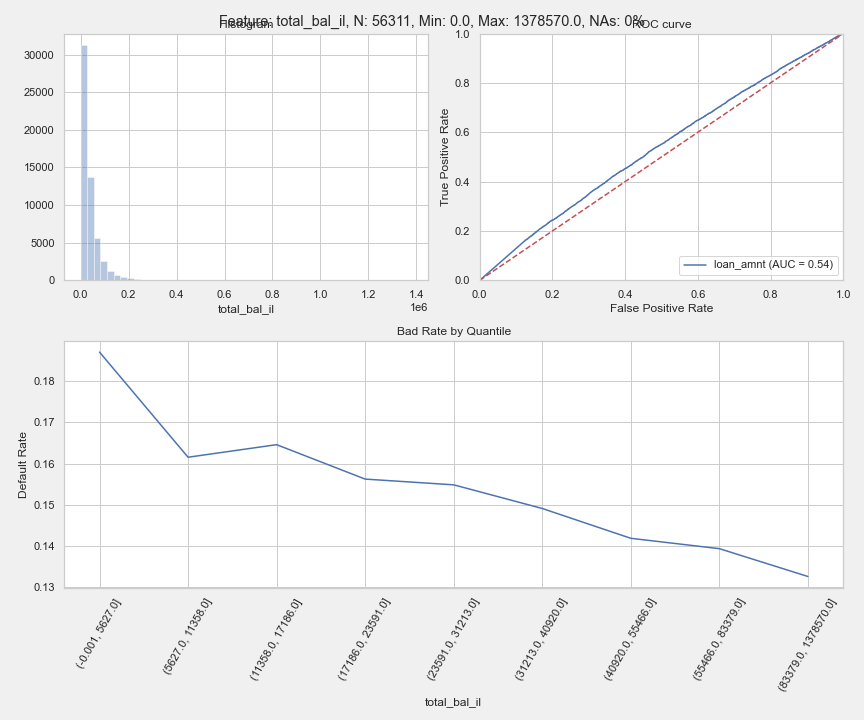 Feature: total_bal_il, N: 56311, Min: 0.0, Max: 1378570.0, NAs: 0%
Histogram
30000
25000
20000
15000
10000
5000
0
0.0 0.2 0.4 0.6 0.8 1.0 1.2 1.4
1e6
total_bal_il
ROC curve
True Positive Rate
1.0
0.8
0.6
0.4
0.2
0.0
loan_amnt (AUC = 0.54)
0.0 0.2 0.4 0.6 0.8 1.0
False Positive Rate
Bad Rate by Quantile
Default Rate
0.18
0.17
0.16
0.15
0.14
0.13
(-0.001, 5627.0]
(5627.0, 11358.0]
(11358.0, 17186.0]
(17186.0, 23591.0]
(23591.0, 31213.0]
(31213.0, 40920.0]
(40920.0, 55466.0]
(55466.0, 83379.0]
(83379.0, 1378570.0]
total_bal_il